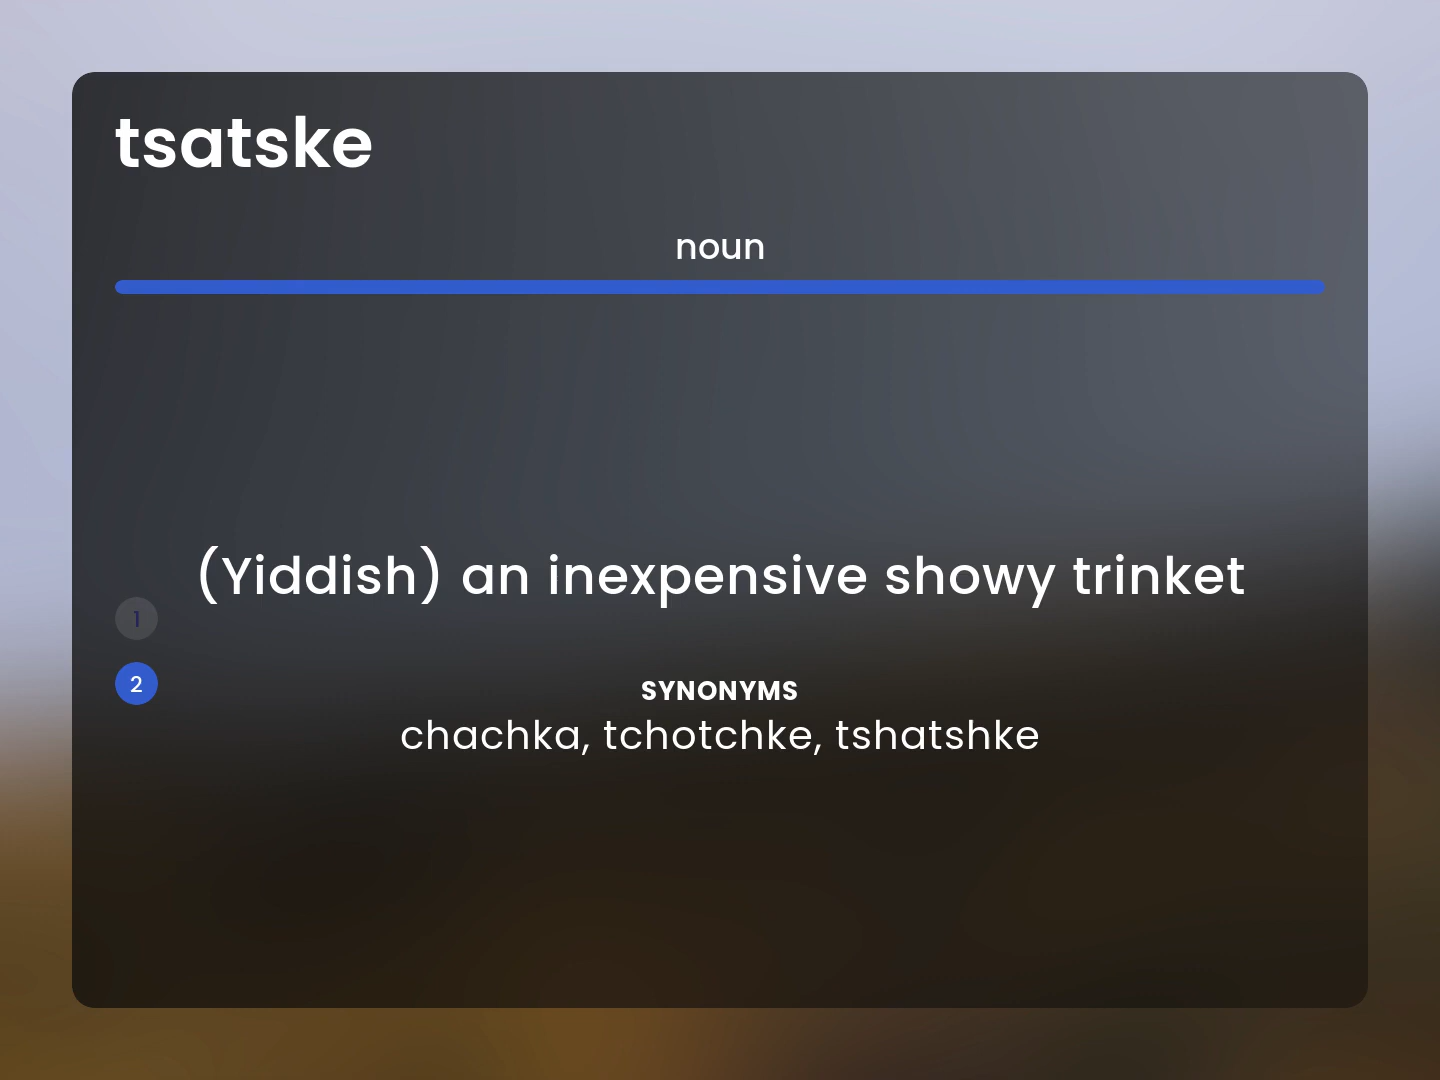 tsatske
noun
(Yiddish) an inexpensive showy trinket
1
2
SYNONYMS
chachka, tchotchke, tshatshke